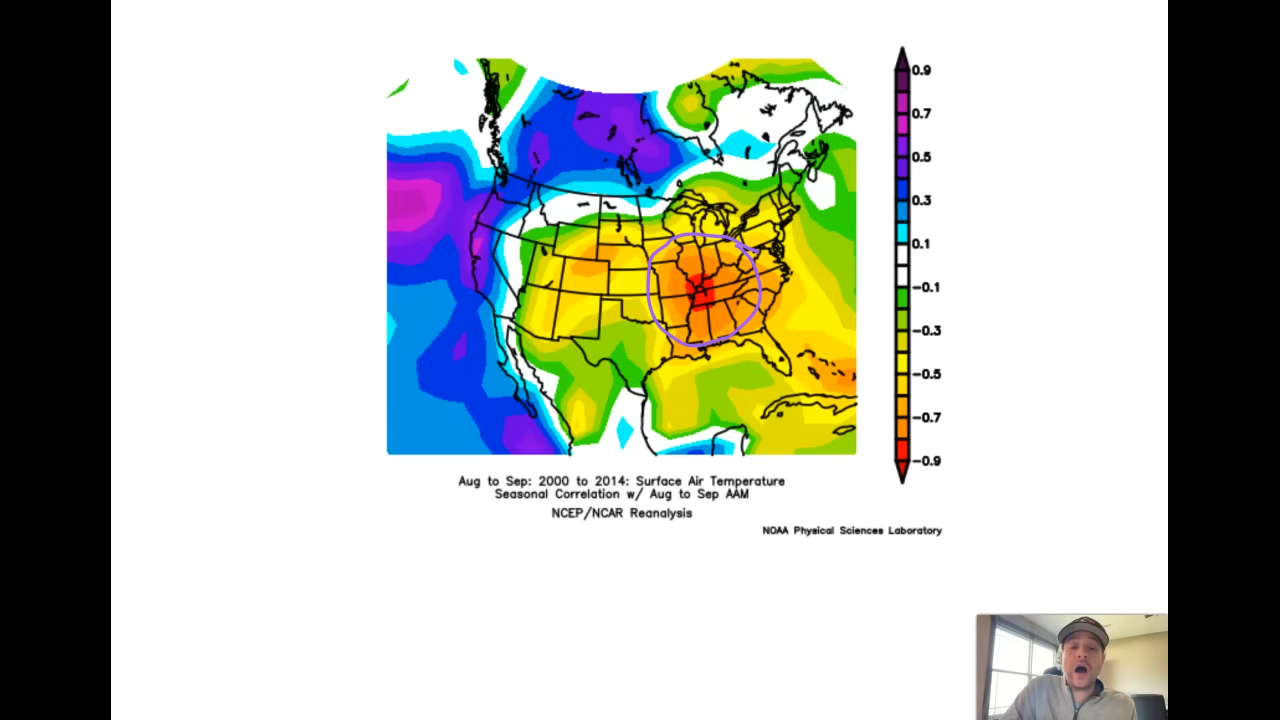 0.9
0.7
0.5
0.3
0.1
−0.1
−0.3
−0.5
−0.7
−0.9
Aug to Sep: 2000 to 2014: Surface Air Temperature
Seasonal Correlation w/ Aug to Sep AAM
NCEP/NCAR Reanalysis
NOAA Physical Sciences Laboratory